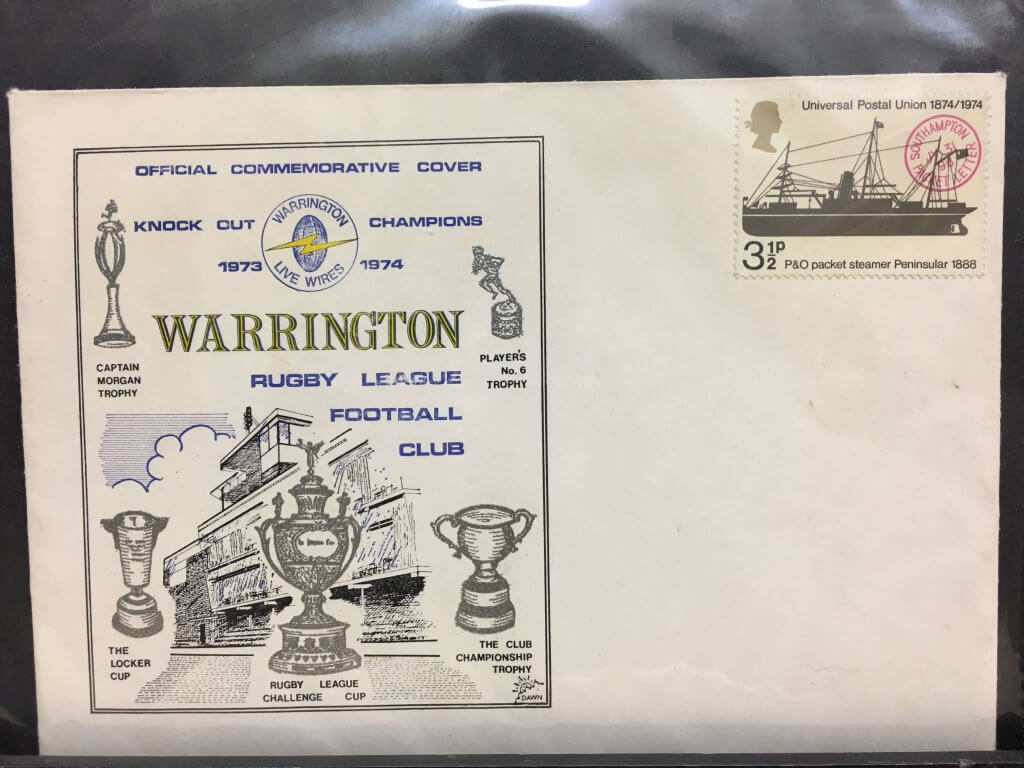 OFFICIAL COMMEMORATIVE COVER
KNOCK OUT CHAMPIONS
WARRINGTON
LIVE WIRES
1973 1974
WARRINGTON
RUGBY LEAGUE
FOOTBALL
CLUB
CAPTAIN
MORGAN
TROPHY
PLAYER'S
No. 6
TROPHY
THE
LOCKER
CUP
RUGBY LEAGUE
CHALLENGE CUP
THE CLUB
CHAMPIONSHIP
TROPHY
DAWN
Universal Postal Union 1874/1974
SOUTHAMPTON
PACKET LETTER
3½P
P&O packet steamer Peninsular 1888